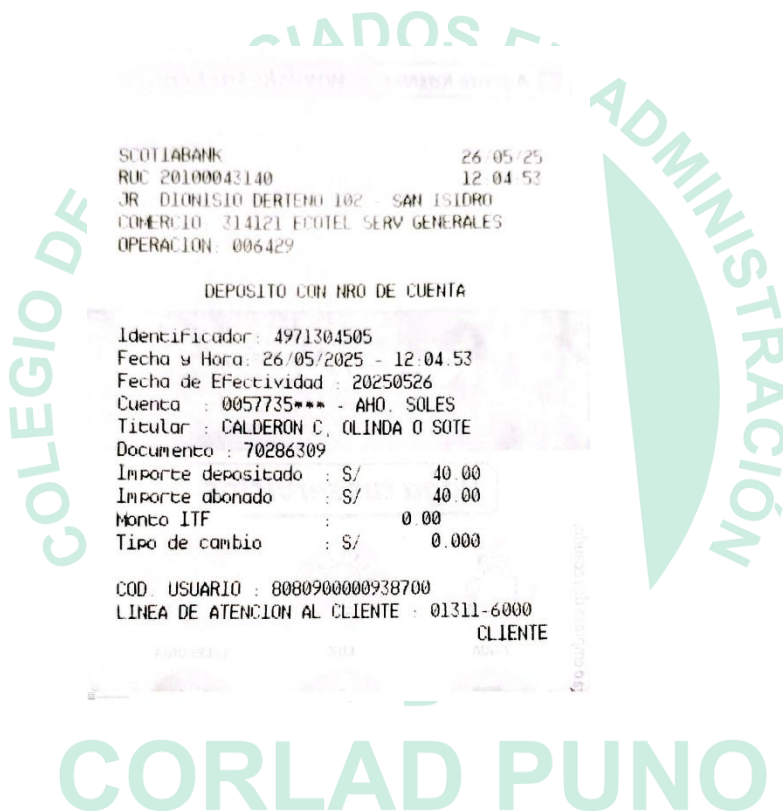 CIADOS EN ADMINISTRACIÓN
COLEGIO DE
SCOTIABANK 26/05/25
RUC 20100043140 12:04:53
JR. DIONISIO DERTENO 102 - SAN ISIDRO
COMERCIO: 314121 ECOTEL SERV GENERALES
OPERACION: 006429
DEPOSITO CON NRO DE CUENTA
Identificador: 4971304505
Fecha y Hora: 26/05/2025 - 12:04.53
Fecha de Efectividad : 20250526
Cuenta : 0057735*** - AHO. SOLES
Titular : CALDERON C, OLINDA O SOTE
Documento : 70286309
Importe depositado : S/ 40.00
Importe abonado : S/ 40.00
Monto ITF : 0.00
Tipo de cambio : S/ 0.000
COD. USUARIO : 8080900000938700
LINEA DE ATENCION AL CLIENTE : 01311-6000
CLIENTE
CORLAD PUNO